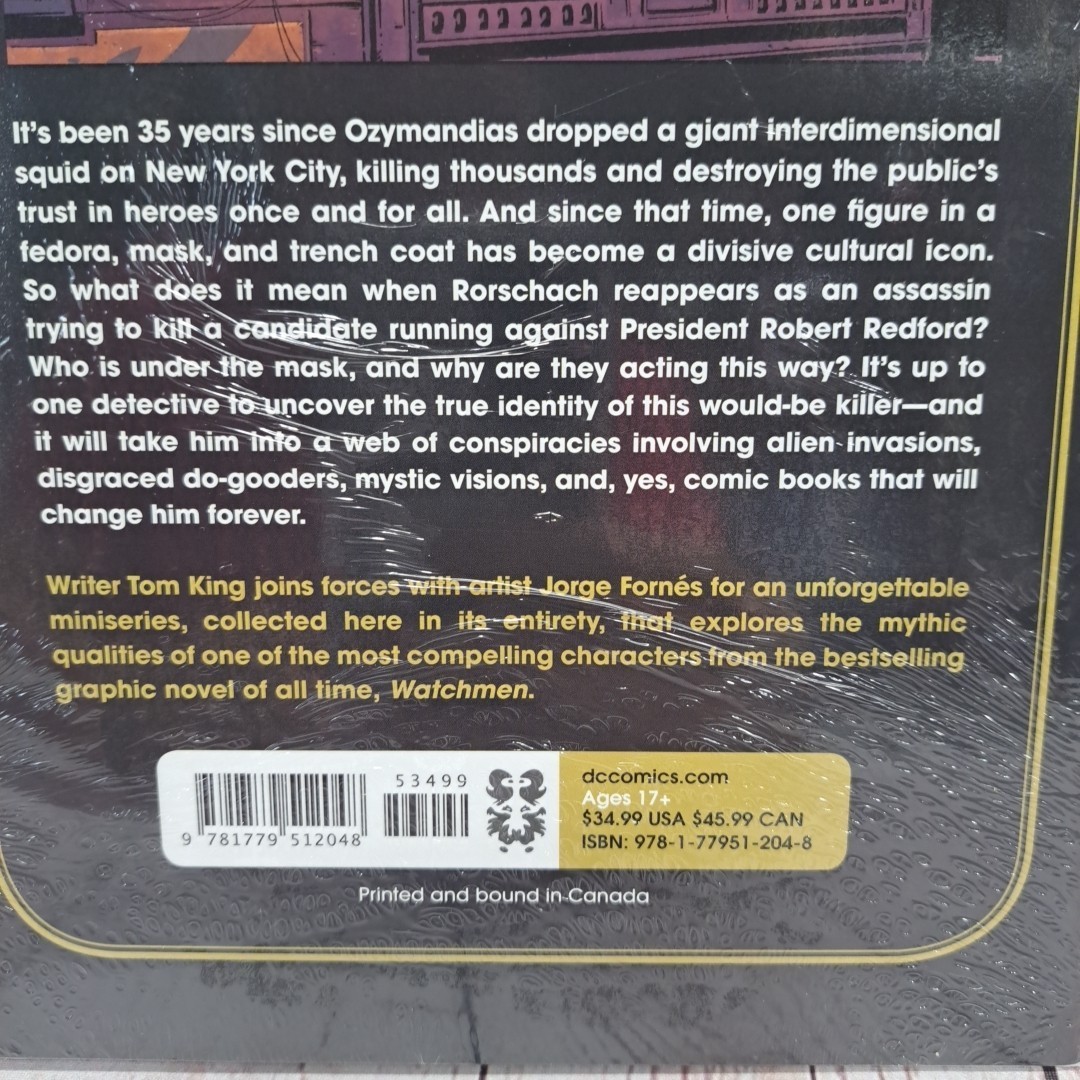 It's been 35 years since Ozymandias dropped a giant interdimensional
squid on New York City, killing thousands and destroying the public's
trust in heroes once and for all. And since that time, one figure in a
fedora, mask, and trench coat has become a divisive cultural icon.
So what does it mean when Rorschach reappears as an assassin
trying to kill a candidate running against President Robert Redford?
Who is under the mask, and why are they acting this way? It's up to
one detective to uncover the true identity of this would-be killer—and
it will take him into a web of conspiracies involving alien invasions,
disgraced do-gooders, mystic visions, and, yes, comic books that will
change him forever.
Writer Tom King joins forces with artist Jorge Fornés for an unforgettable
miniseries, collected here in its entirety, that explores the mythic
qualities of one of the most compelling characters from the bestselling
graphic novel of all time, Watchmen.
53499
9 781779 512048
dccomics.com
Ages 17+
$34.99 USA $45.99 CAN
ISBN: 978-1-77951-204-8
Printed and bound in Canada